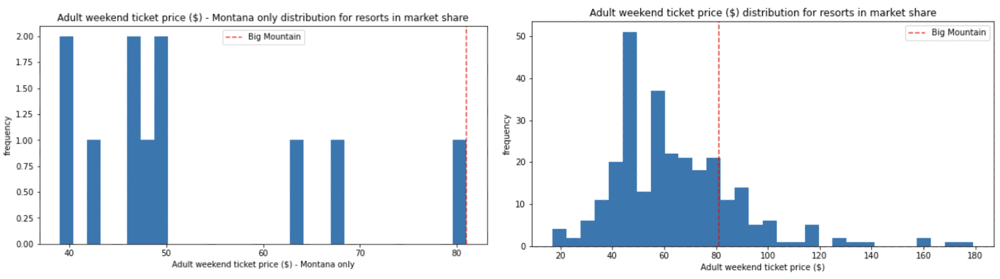 Adult weekend ticket price ($) - Montana only distribution for resorts in market share
Big Mountain
2.00
1.75
1.50
1.25
1.00
0.75
0.50
0.25
0.00
frequency
40 50 60 70 80
Adult weekend ticket price ($) - Montana only
Adult weekend ticket price ($) distribution for resorts in market share
Big Mountain
50
40
30
20
10
0
frequency
20 40 60 80 100 120 140 160 180
Adult weekend ticket price ($)